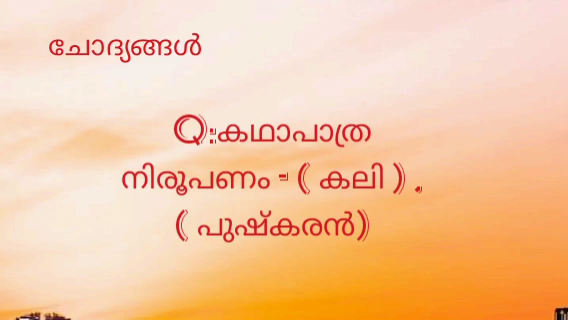 ചോദ്യങ്ങൾ
Q:കഥാപാത്ര
നിരൂപണം - ( കലി ) ,
( പുഷ്കരൻ)